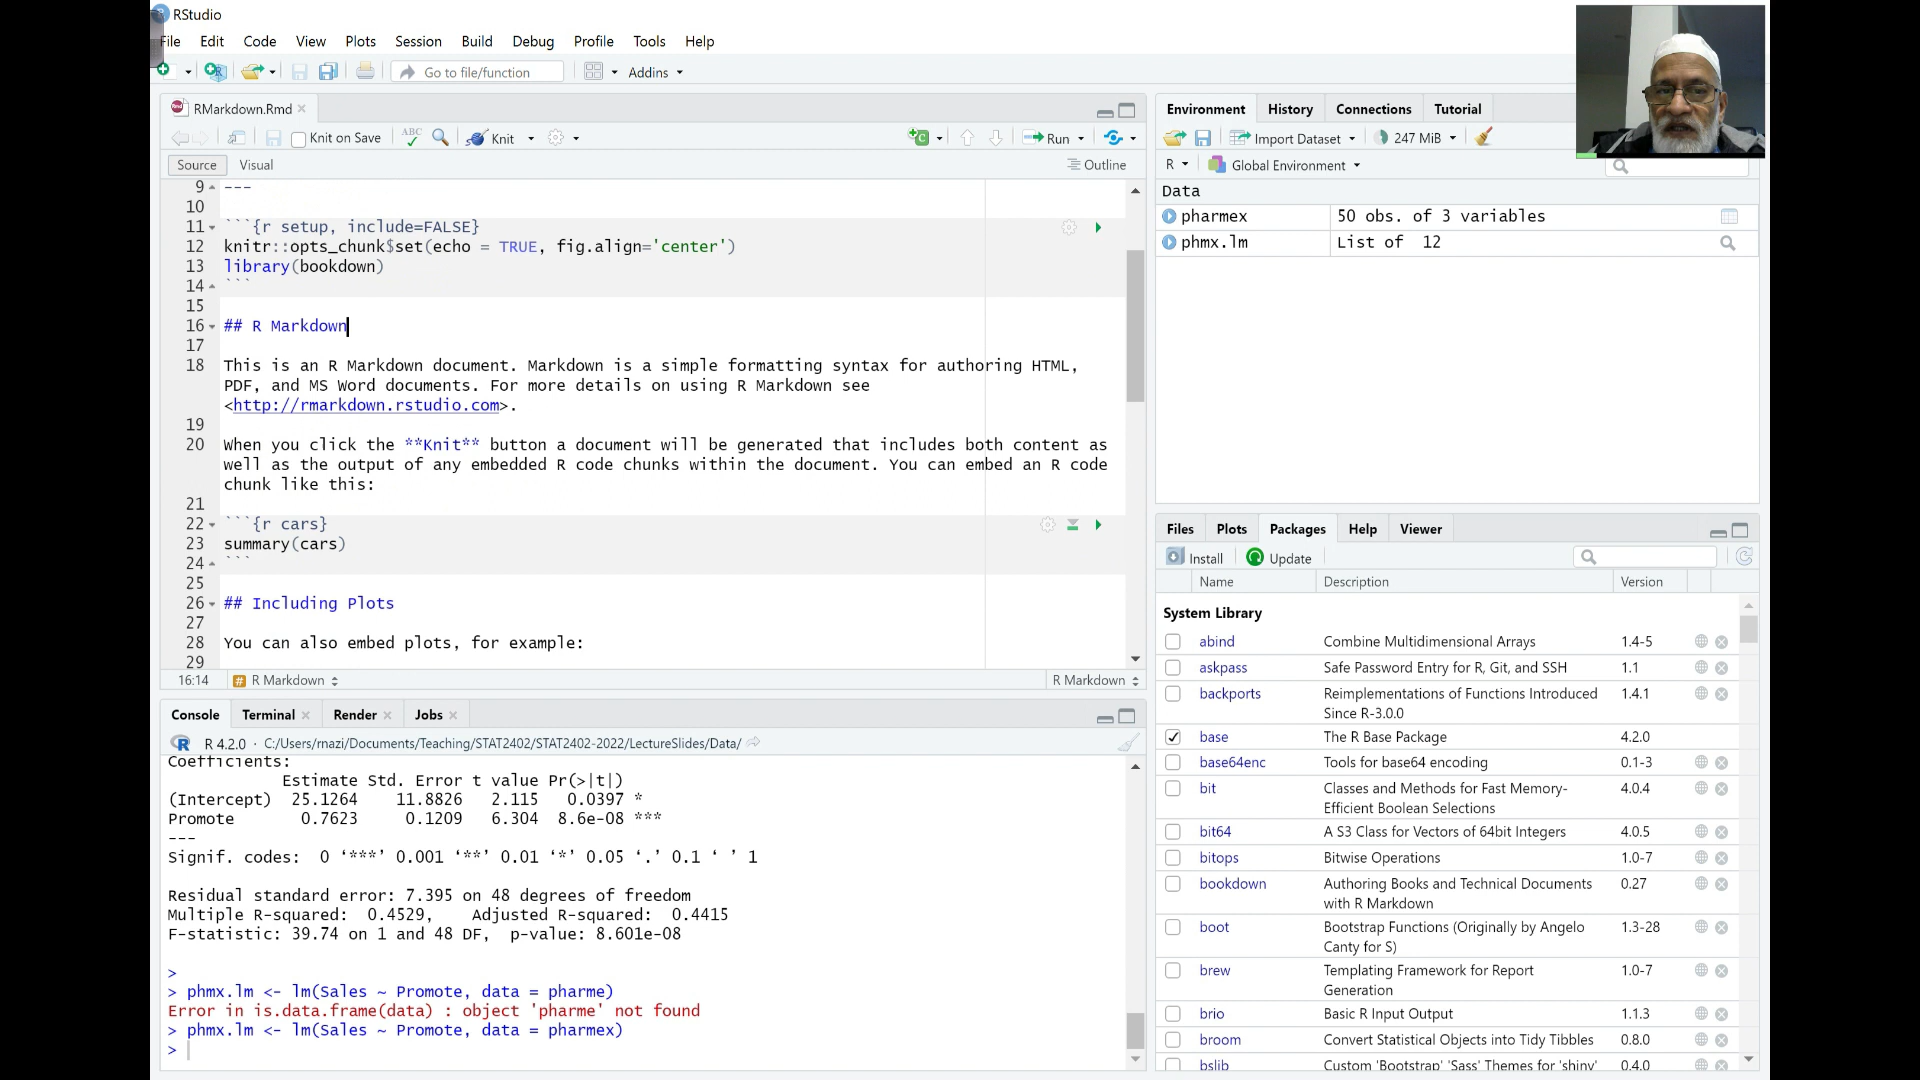 RStudio
File Edit Code View Plots Session Build Debug Profile Tools Help
Go to file/function Addins
RMarkdown.Rmd
Knit on Save ABC Knit Run
Source Visual Outline
9 ---
10
11 ```{r setup, include=FALSE}
12 knitr::opts_chunk$set(echo = TRUE, fig.align='center')
13 library(bookdown)
14 ```
15
16 ## R Markdown
17
18 This is an R Markdown document. Markdown is a simple formatting syntax for authoring HTML,
PDF, and MS Word documents. For more details on using R Markdown see
<http://rmarkdown.rstudio.com>.
19
20 When you click the **Knit** button a document will be generated that includes both content as
well as the output of any embedded R code chunks within the document. You can embed an R code
chunk like this:
21
22 ```{r cars}
23 summary(cars)
24 ```
25
26 ## Including Plots
27
28 You can also embed plots, for example:
29
16:14 R Markdown R Markdown
Console Terminal Render Jobs
R 4.2.0 · C:/Users/rnazi/Documents/Teaching/STAT2402/STAT2402-2022/LectureSlides/Data/
Coefficients:
Estimate Std. Error t value Pr(>|t|)
(Intercept) 25.1264 11.8826 2.115 0.0397 *
Promote 0.7623 0.1209 6.304 8.6e-08 ***
---
Signif. codes: 0 ‘***’ 0.001 ‘**’ 0.01 ‘*’ 0.05 ‘.’ 0.1 ‘ ’ 1
Residual standard error: 7.395 on 48 degrees of freedom
Multiple R-squared: 0.4529, Adjusted R-squared: 0.4415
F-statistic: 39.74 on 1 and 48 DF, p-value: 8.601e-08
>
> phmx.lm <- lm(Sales ~ Promote, data = pharme)
Error in is.data.frame(data) : object 'pharme' not found
> phmx.lm <- lm(Sales ~ Promote, data = pharmex)
>
Environment History Connections Tutorial
Import Dataset 247 MiB
R Global Environment
Data
pharmex 50 obs. of 3 variables
phmx.lm List of 12
Files Plots Packages Help Viewer
Install Update
Name Description Version
System Library
abind Combine Multidimensional Arrays 1.4-5
askpass Safe Password Entry for R, Git, and SSH 1.1
backports Reimplementations of Functions Introduced 1.4.1
Since R-3.0.0
base The R Base Package 4.2.0
base64enc Tools for base64 encoding 0.1-3
bit Classes and Methods for Fast Memory- 4.0.4
Efficient Boolean Selections
bit64 A S3 Class for Vectors of 64bit Integers 4.0.5
bitops Bitwise Operations 1.0-7
bookdown Authoring Books and Technical Documents 0.27
with R Markdown
boot Bootstrap Functions (Originally by Angelo 1.3-28
Canty for S)
brew Templating Framework for Report 1.0-7
Generation
brio Basic R Input Output 1.1.3
broom Convert Statistical Objects into Tidy Tibbles 0.8.0
bslib Custom 'Bootstrap' 'Sass' Themes for 'shiny' 0.4.0